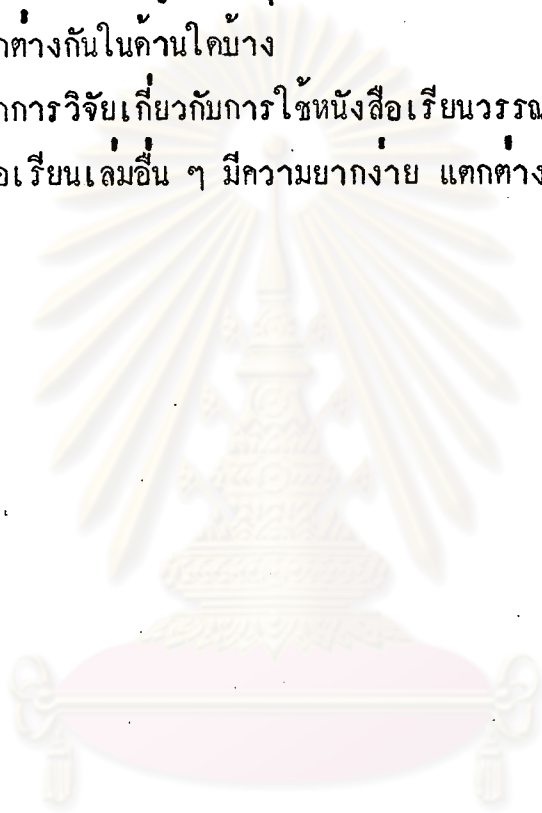 กต่างกันในด้านใดบ้าง
กการวิจัยเกี่ยวกับการใช้หนังสือเรียนวรรณ
อเรียนเล่มอื่น ๆ มีความยากง่าย แตกต่าง